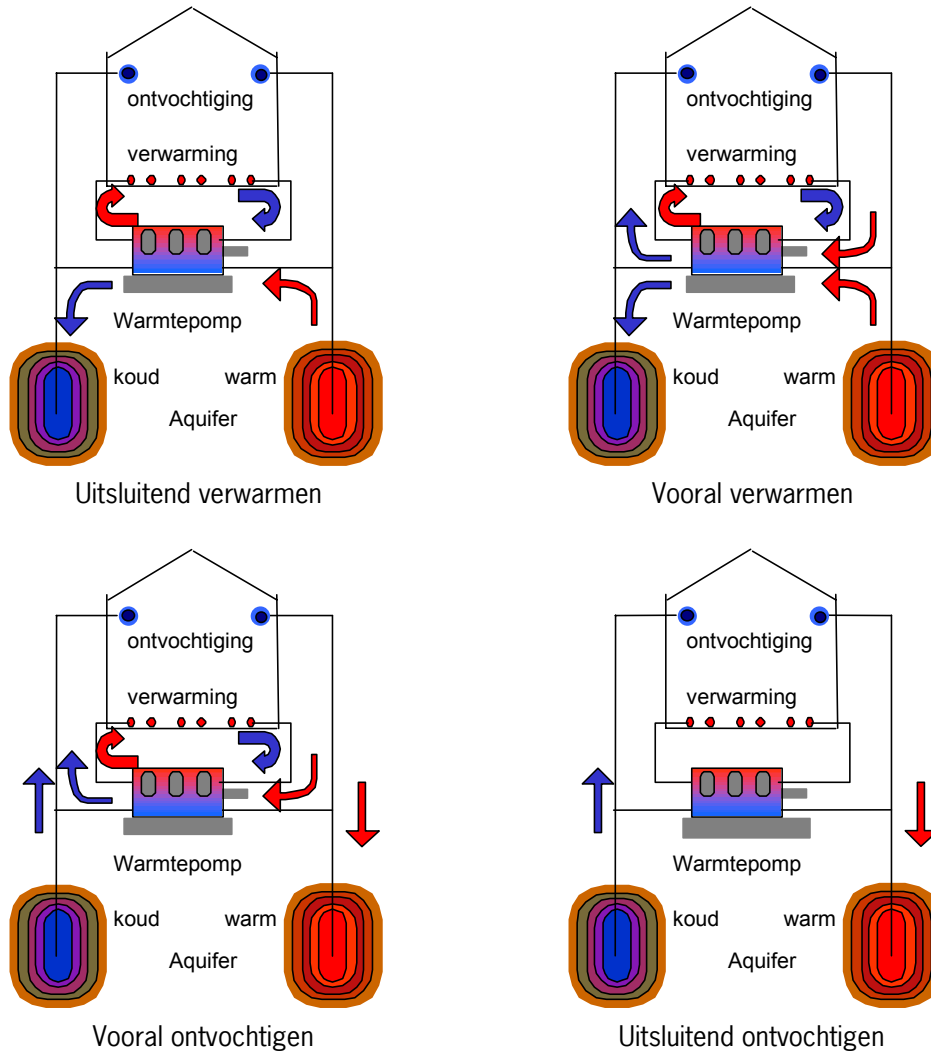 ontvochtiging
verwarming
Warmtepomp
koud warm
Aquifer
Uitsluitend verwarmen
ontvochtiging
verwarming
Warmtepomp
koud warm
Aquifer
Vooral verwarmen
ontvochtiging
verwarming
Warmtepomp
koud warm
Aquifer
Vooral ontvochtigen
ontvochtiging
verwarming
Warmtepomp
koud warm
Aquifer
Uitsluitend ontvochtigen